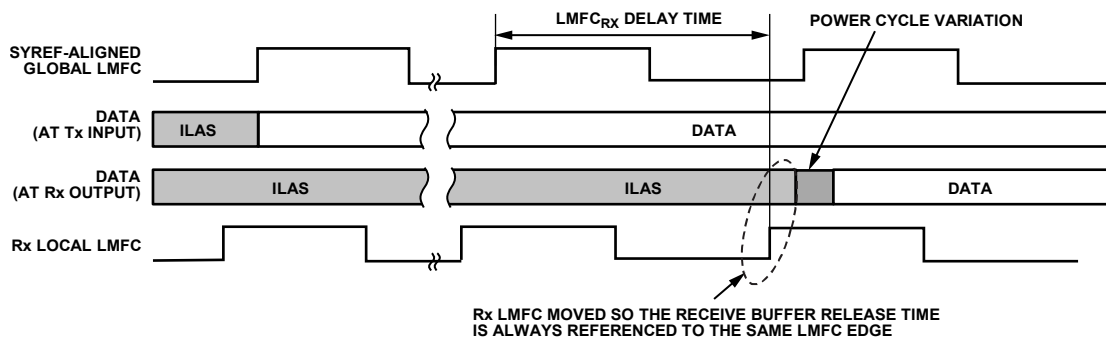 LMFCRX DELAY TIME
POWER CYCLE VARIATION
SYREF-ALIGNED
GLOBAL LMFC
DATA
(AT Tx INPUT)
ILAS
DATA
DATA
(AT Rx OUTPUT)
ILAS
ILAS
DATA
Rx LOCAL LMFC
Rx LMFC MOVED SO THE RECEIVE BUFFER RELEASE TIME
IS ALWAYS REFERENCED TO THE SAME LMFC EDGE